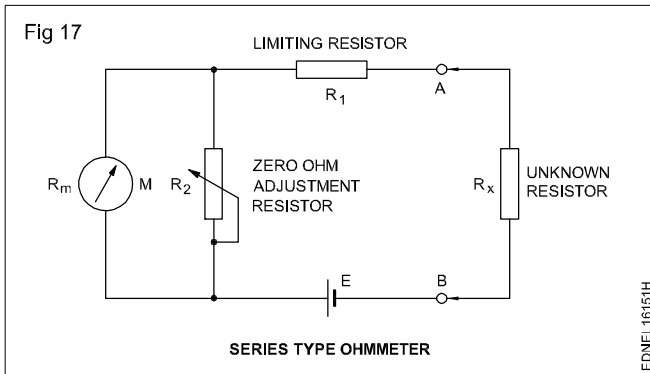 Fig 17
LIMITING RESISTOR
R1
A
Rm
M
R2
ZERO OHM
ADJUSTMENT
RESISTOR
Rx
UNKNOWN
RESISTOR
E
B
SERIES TYPE OHMMETER
EDNEL16151H